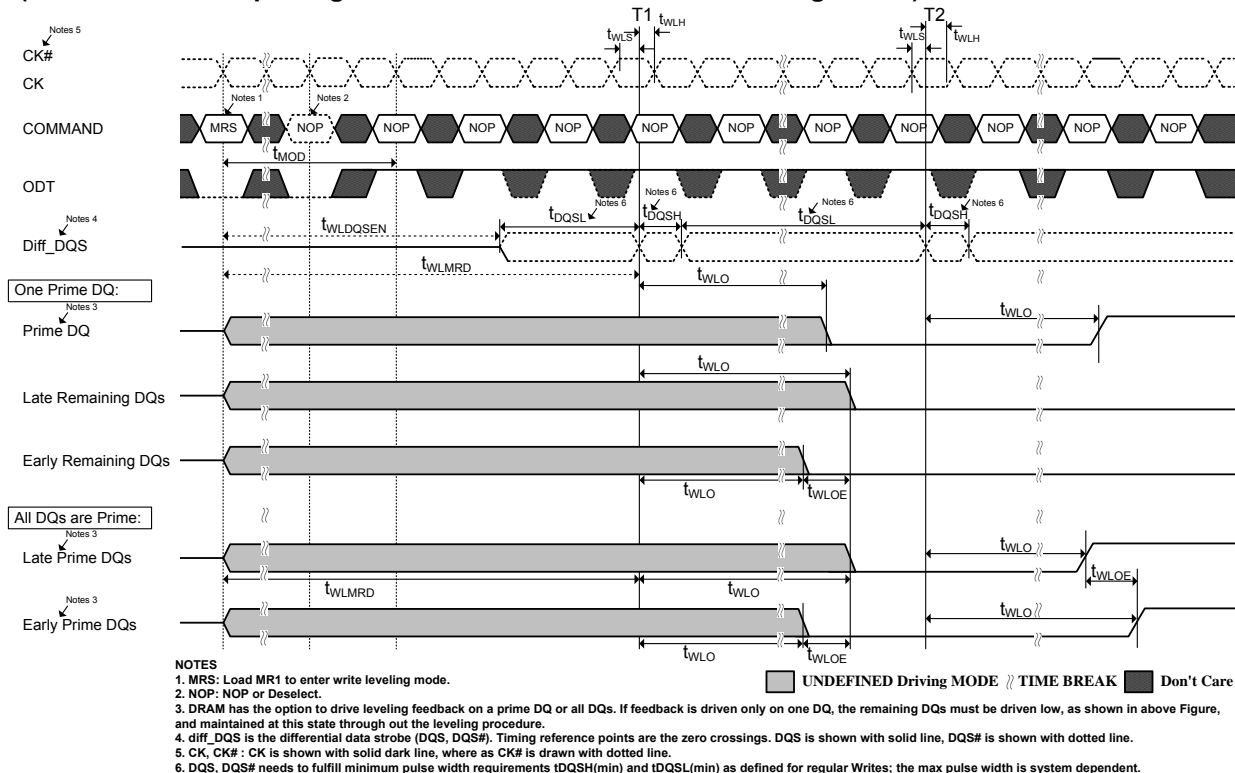 T1
T2
tWLS
tWLH
tWLS
tWLH
Notes 5
CK#
CK
Notes 1
Notes 2
COMMAND
MRS
NOP
NOP
NOP
NOP
NOP
NOP
NOP
NOP
NOP
NOP
NOP
tMOD
ODT
Notes 4
Diff_DQS
tWLDQSEN
tDQSL
Notes 6
tDQSH
Notes 6
tDQSL
Notes 6
tDQSH
Notes 6
tWLMRD
tWLO
One Prime DQ:
Notes 3
Prime DQ
tWLO
tWLO
Late Remaining DQs
Early Remaining DQs
tWLO
tWLOE
All DQs are Prime:
Notes 3
Late Prime DQs
tWLMRD
tWLO
tWLO
tWLOE
Notes 3
Early Prime DQs
tWLO
tWLOE
tWLO
NOTES
1. MRS: Load MR1 to enter write leveling mode.
2. NOP: NOP or Deselect.
3. DRAM has the option to drive leveling feedback on a prime DQ or all DQs. If feedback is driven only on one DQ, the remaining DQs must be driven low, as shown in above Figure,
and maintained at this state through out the leveling procedure.
4. diff_DQS is the differential data strobe (DQS, DQS#). Timing reference points are the zero crossings. DQS is shown with solid line, DQS# is shown with dotted line.
5. CK, CK# : CK is shown with solid dark line, where as CK# is drawn with dotted line.
6. DQS, DQS# needs to fulfill minimum pulse width requirements tDQSH(min) and tDQSL(min) as defined for regular Writes; the max pulse width is system dependent.
UNDEFINED Driving MODE
TIME BREAK
Don't Care